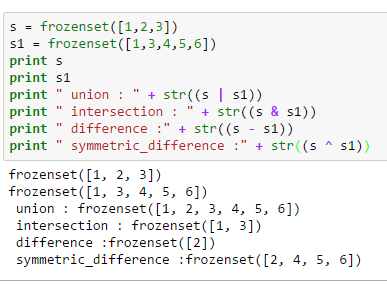 s = frozenset([1,2,3])
s1 = frozenset([1,3,4,5,6])
print s
print s1
print " union : " + str((s | s1))
print " intersection : " + str((s & s1))
print " difference :" + str((s - s1))
print " symmetric_difference :" + str((s ^ s1))
frozenset([1, 2, 3])
frozenset([1, 3, 4, 5, 6])
 union : frozenset([1, 2, 3, 4, 5, 6])
 intersection : frozenset([1, 3])
 difference :frozenset([2])
 symmetric_difference :frozenset([2, 4, 5, 6])